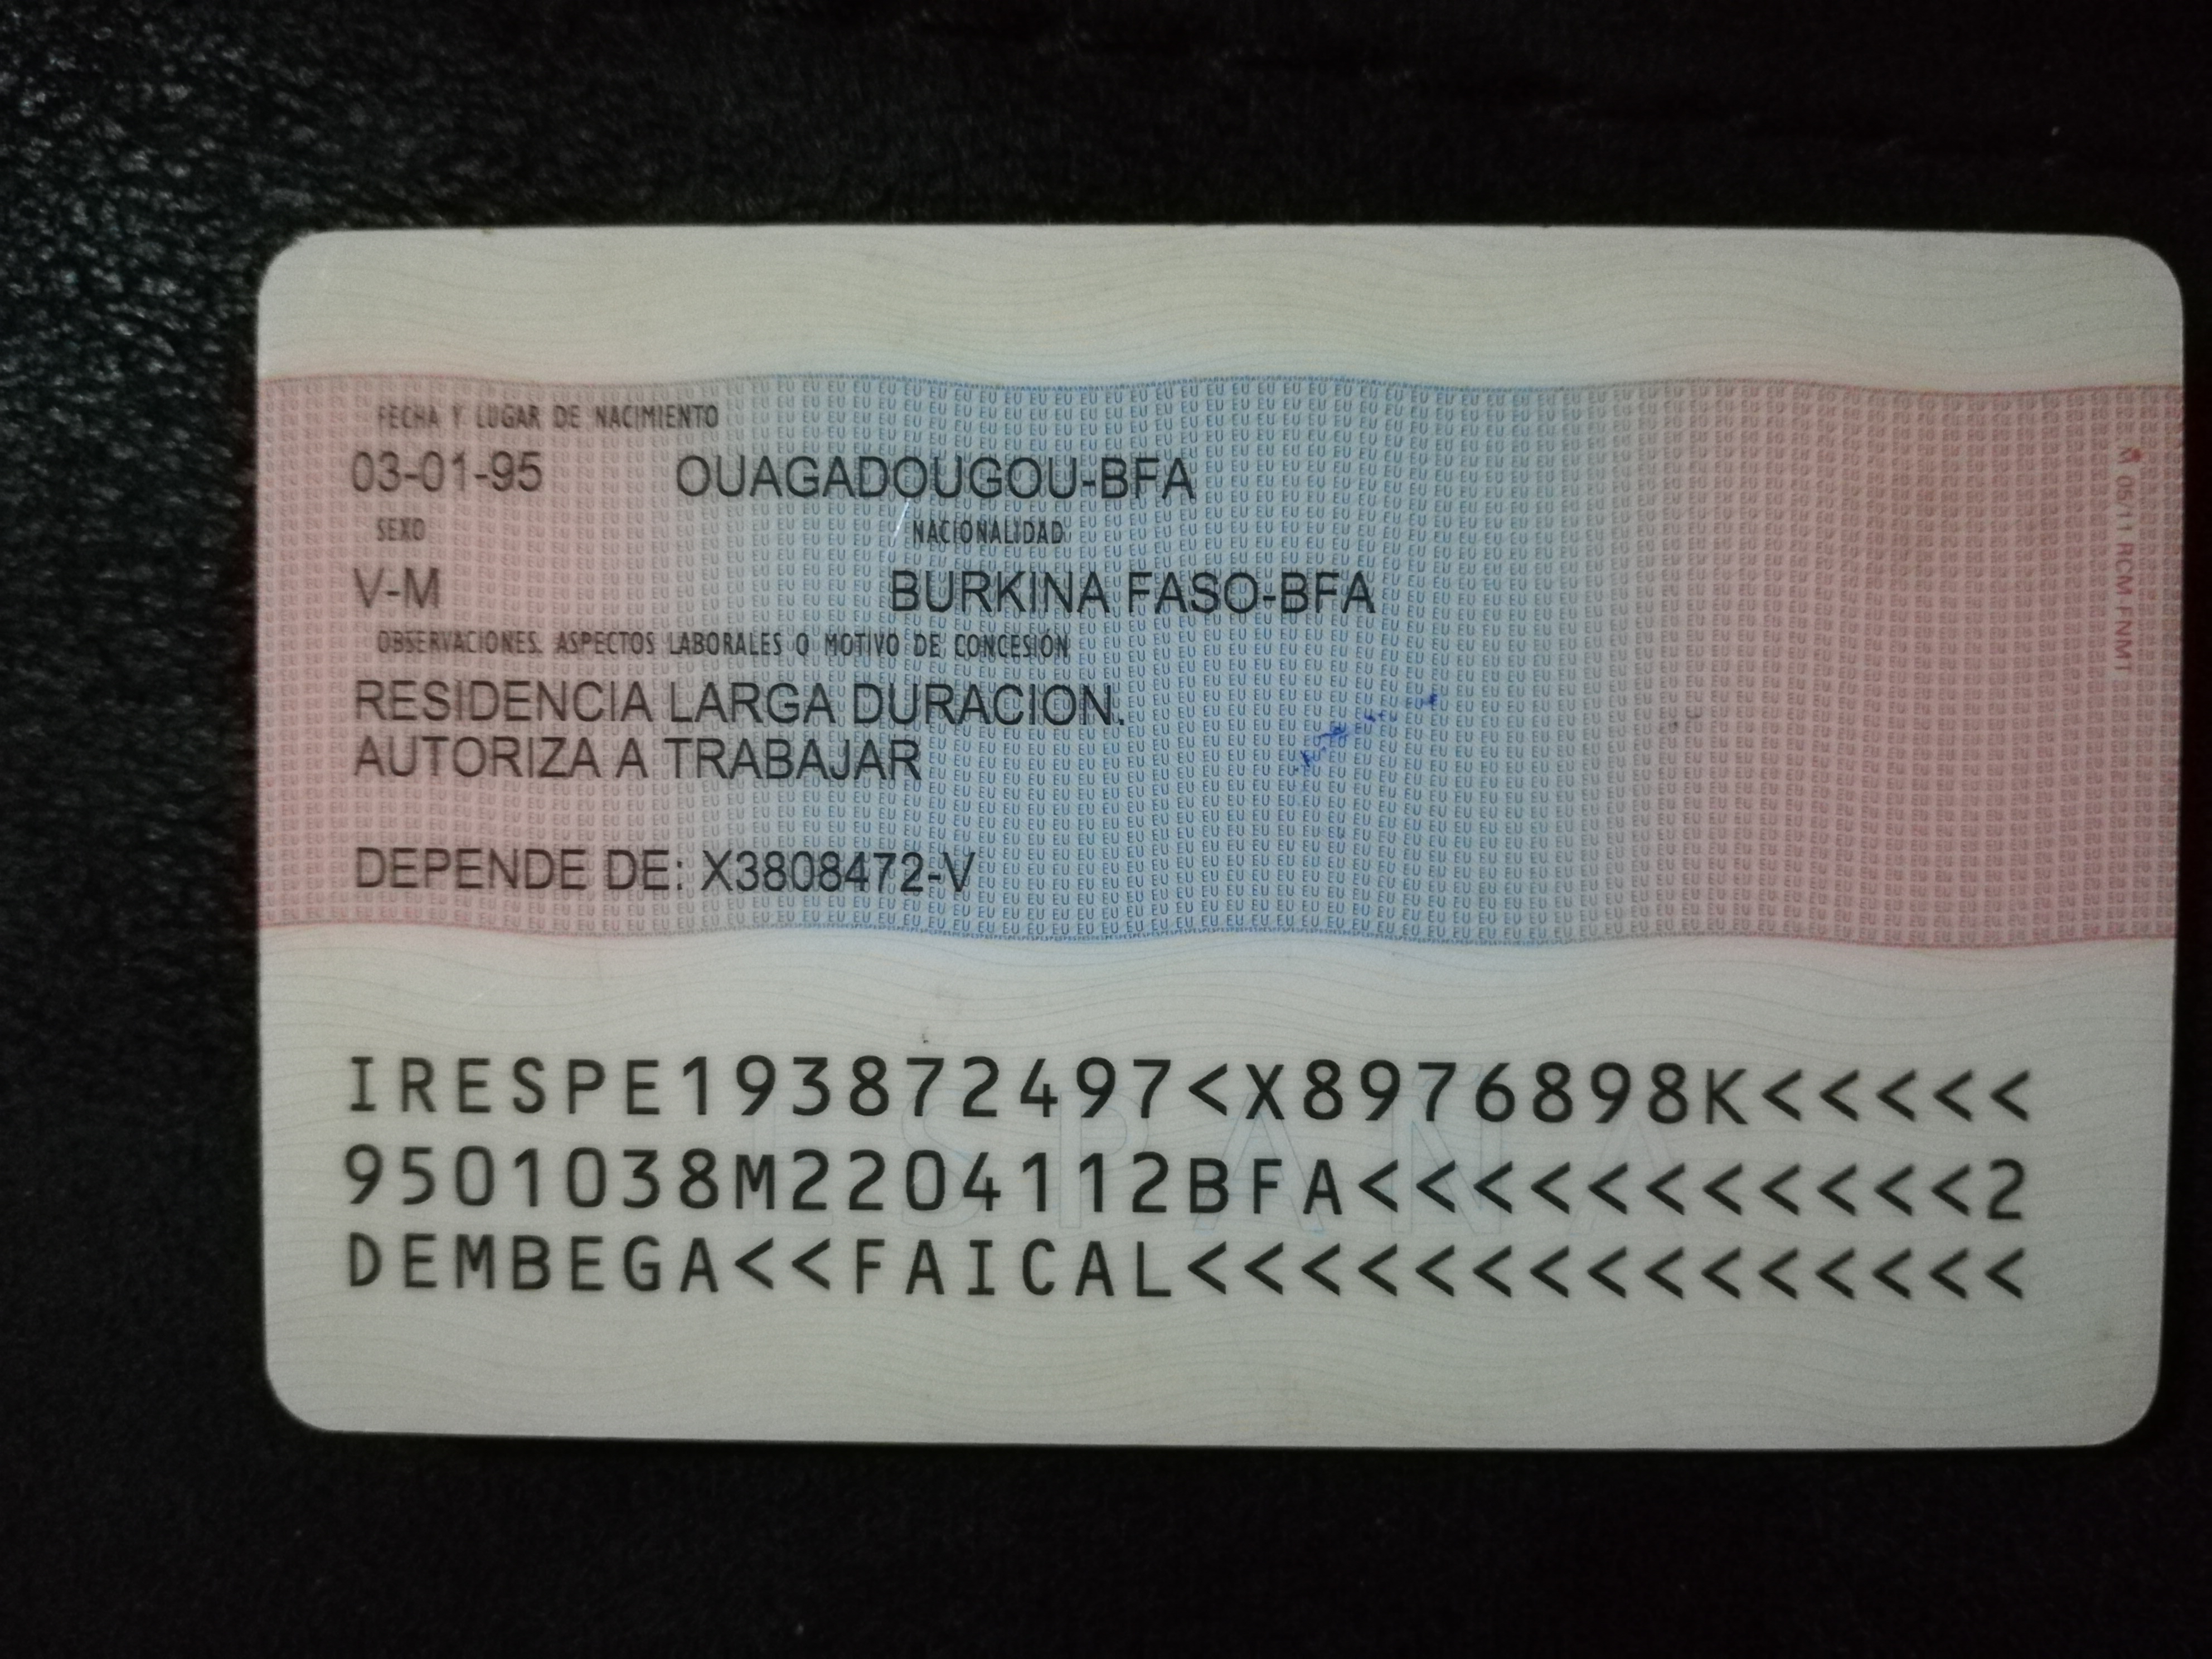 FECHA Y LUGAR DE NACIMIENTO
03-01-95 OUAGADOUGOU-BFA
SEXO NACIONALIDAD
V-M BURKINA FASO-BFA
OBSERVACIONES. ASPECTOS LABORALES O MOTIVO DE CONCESIÓN
RESIDENCIA LARGA DURACION.
AUTORIZA A TRABAJAR
DEPENDE DE: X3808472-V
05/11 RCM FNMT
IRESPE193872497<X8976898K<<<<<
9501038M2204112BFA<<<<<<<<<<<2
DEMBEGA<<FAICAL<<<<<<<<<<<<<<<
ESPAÑA